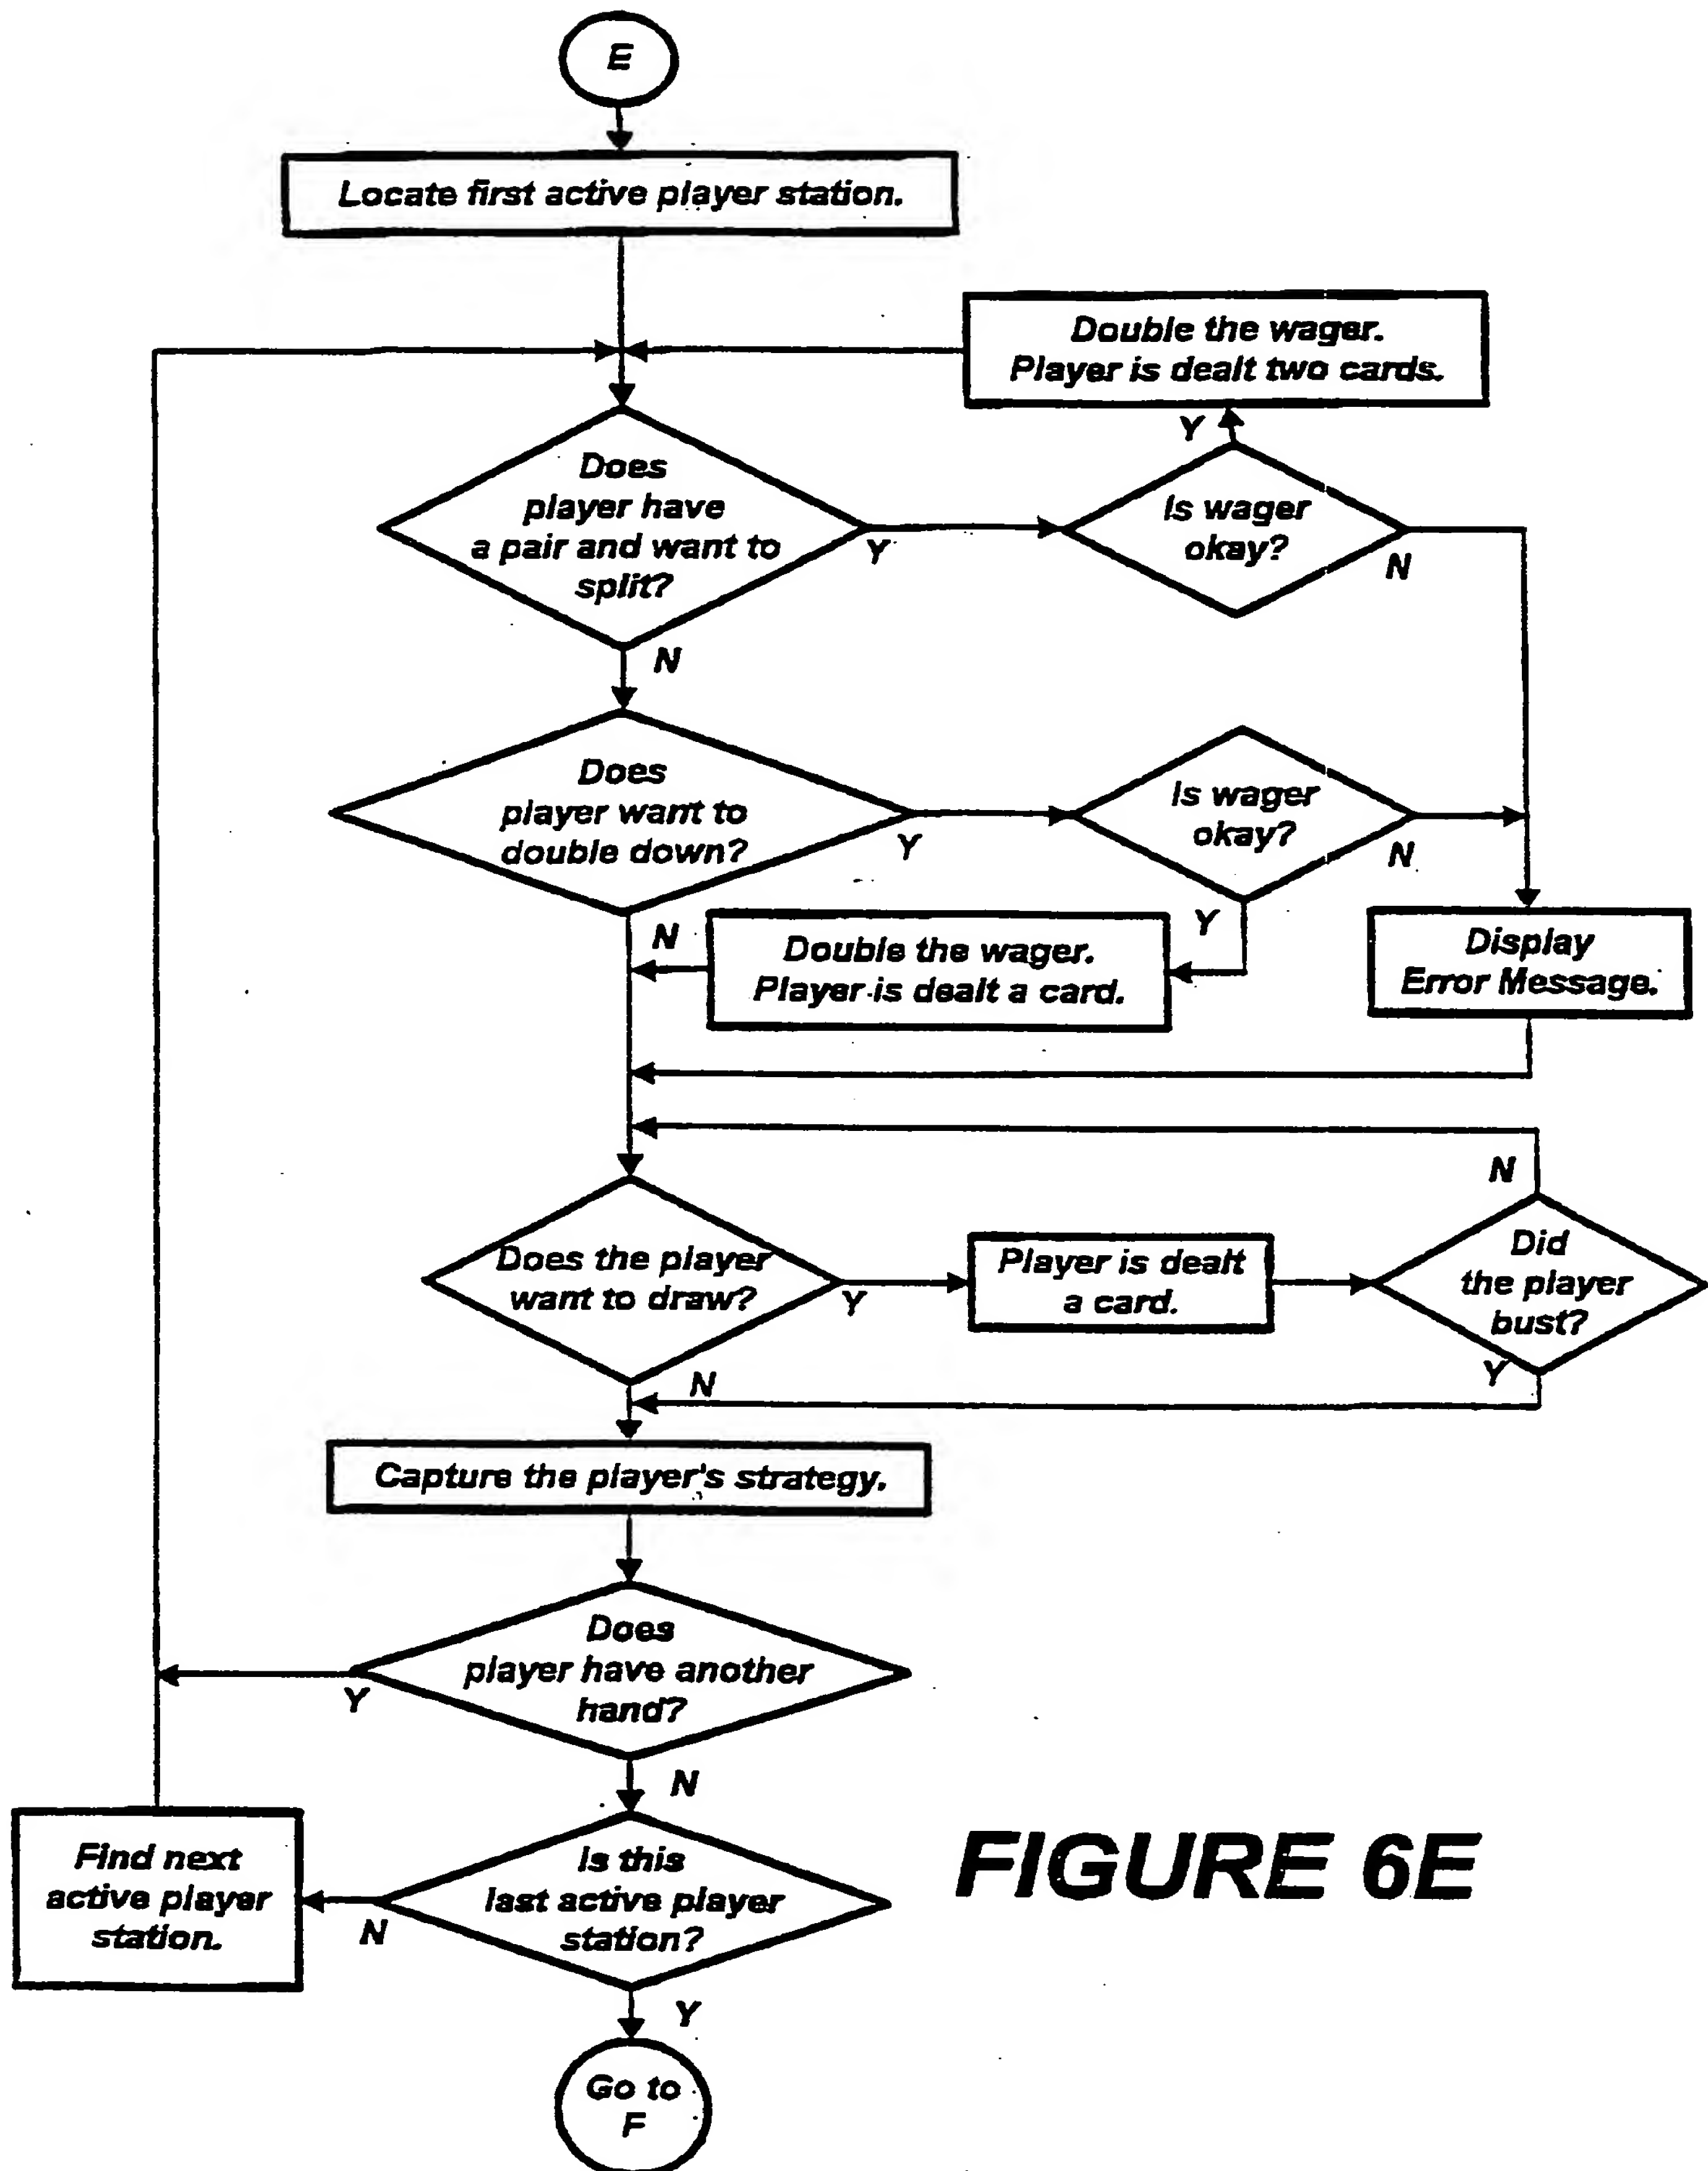 E
Locate first active player station.
Double the wager.
Player is dealt two cards.
Y
Does
player have
a pair and want to
split?
Y
Is wager
okay?
N
N
Does
player want to
double down?
Y
Is wager
okay?
N
Y
N
Double the wager.
Player is dealt a card.
Display
Error Message.
N
Does the player
want to draw?
Y
Player is dealt
a card.
Did
the player
bust?
Y
N
Capture the player's strategy.
Does
player have another
hand?
Y
N
Find next
active player
station.
N
Is this
last active player
station?
FIGURE 6E
Y
Go to
F